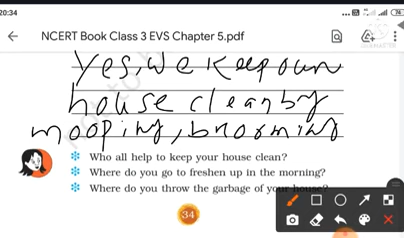 20:34
NCERT Book Class 3 EVS Chapter 5.pdf
Yes, we keep our
house clean by
mooping, brooming
Who all help to keep your house clean?
Where do you go to freshen up in the morning?
Where do you throw the garbage of your house?
34